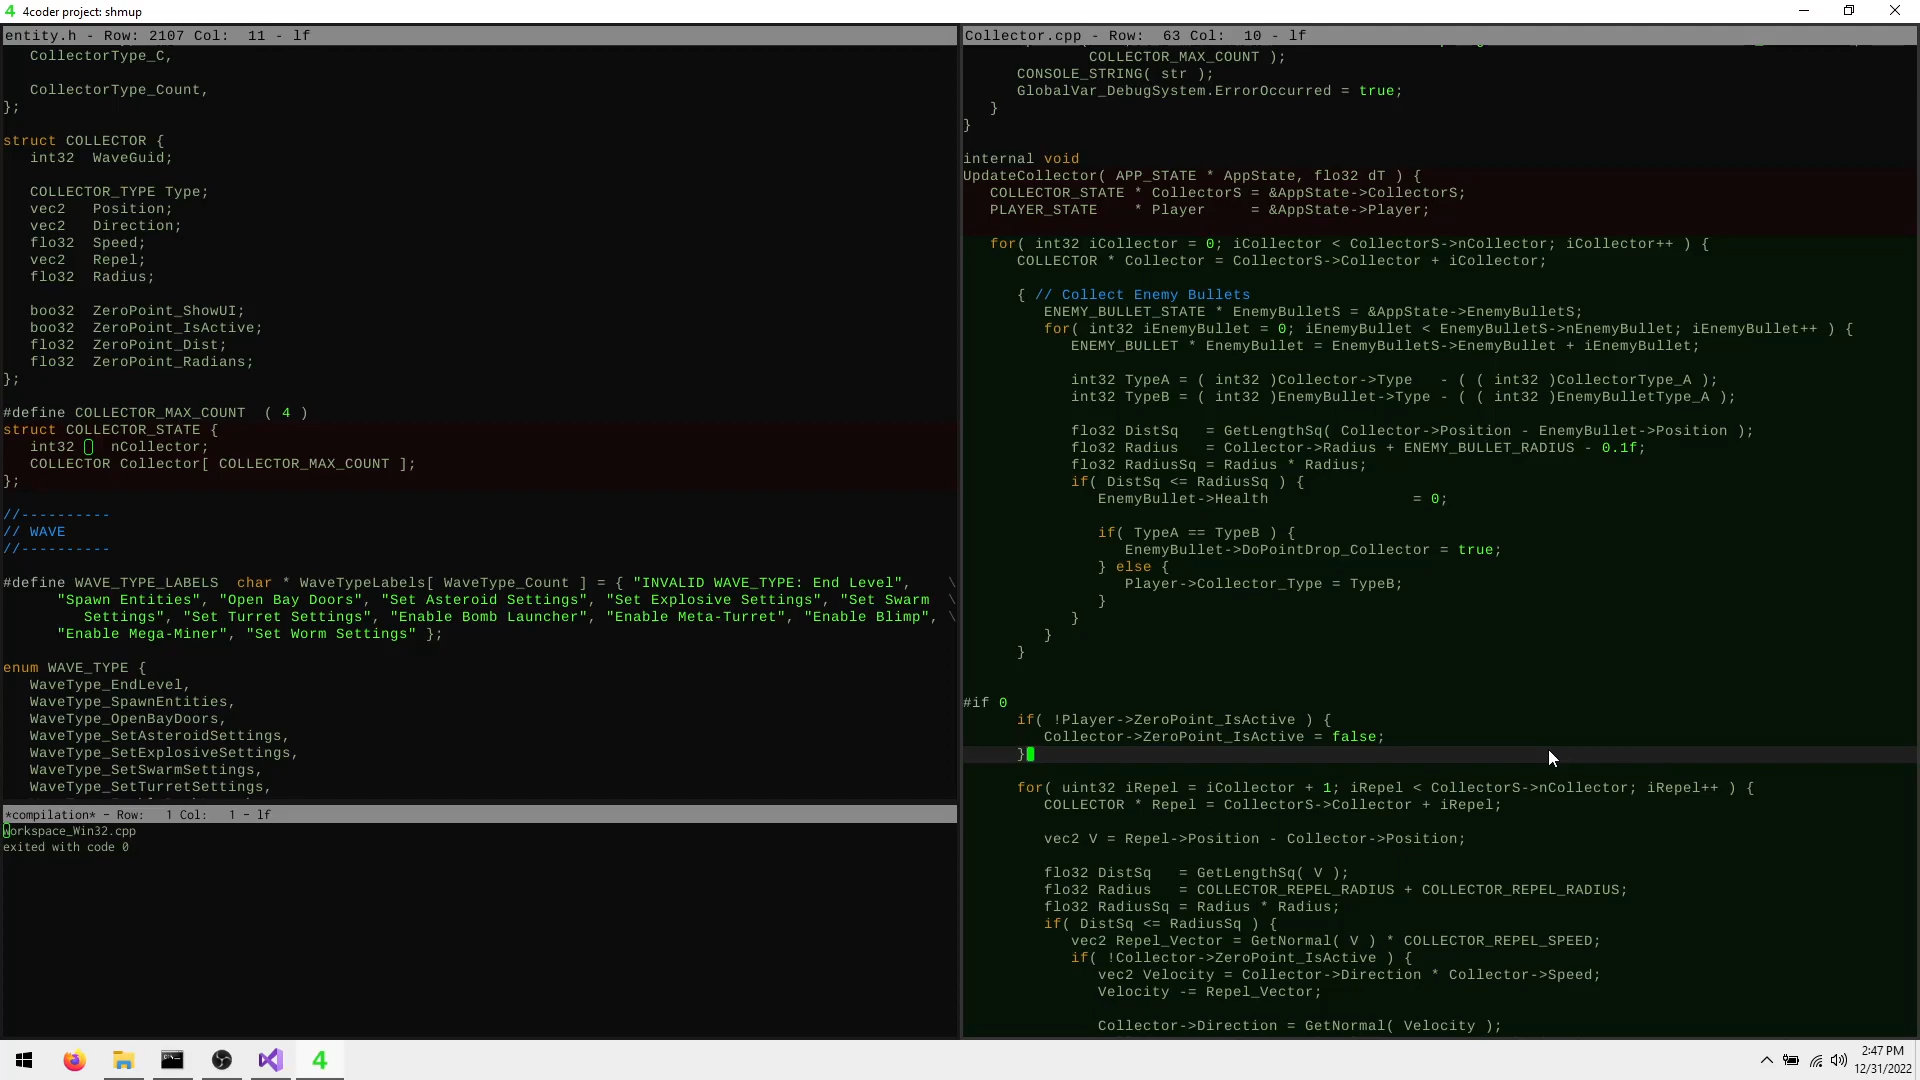 4 4coder project: shmup
entity.h - Row: 2107 Col:  11 - lf
CollectorType_C,
CollectorType_Count,
};
struct COLLECTOR {
int32  WaveGuid;
COLLECTOR_TYPE Type;
vec2   Position;
vec2   Direction;
flo32  Speed;
vec2   Repel;
flo32  Radius;
boo32  ZeroPoint_ShowUI;
boo32  ZeroPoint_IsActive;
flo32  ZeroPoint_Dist;
flo32  ZeroPoint_Radians;
};
#define COLLECTOR_MAX_COUNT  ( 4 )
struct COLLECTOR_STATE {
int32    nCollector;
COLLECTOR Collector[ COLLECTOR_MAX_COUNT ];
};
//----------
// WAVE
//----------
#define WAVE_TYPE_LABELS  char * WaveTypeLabels[ WaveType_Count ] = { "INVALID WAVE_TYPE: End Level",    \
"Spawn Entities", "Open Bay Doors", "Set Asteroid Settings", "Set Explosive Settings", "Set Swarm  \
Settings", "Set Turret Settings", "Enable Bomb Launcher", "Enable Meta-Turret", "Enable Blimp",  \
"Enable Mega-Miner", "Set Worm Settings" };
enum WAVE_TYPE {
WaveType_EndLevel,
WaveType_SpawnEntities,
WaveType_OpenBayDoors,
WaveType_SetAsteroidSettings,
WaveType_SetExplosiveSettings,
WaveType_SetSwarmSettings,
WaveType_SetTurretSettings,
*compilation* - Row:   1 Col:   1 - lf
workspace_Win32.cpp
exited with code 0
Collector.cpp - Row:  63 Col:  10 - lf
COLLECTOR_MAX_COUNT );
CONSOLE_STRING( str );
GlobalVar_DebugSystem.ErrorOccurred = true;
}
}
internal void
UpdateCollector( APP_STATE * AppState, flo32 dT ) {
COLLECTOR_STATE * CollectorS = &AppState->CollectorS;
PLAYER_STATE    * Player     = &AppState->Player;
for( int32 iCollector = 0; iCollector < CollectorS->nCollector; iCollector++ ) {
COLLECTOR * Collector = CollectorS->Collector + iCollector;
{ // Collect Enemy Bullets
ENEMY_BULLET_STATE * EnemyBulletS = &AppState->EnemyBulletS;
for( int32 iEnemyBullet = 0; iEnemyBullet < EnemyBulletS->nEnemyBullet; iEnemyBullet++ ) {
ENEMY_BULLET * EnemyBullet = EnemyBulletS->EnemyBullet + iEnemyBullet;
int32 TypeA = ( int32 )Collector->Type   - ( ( int32 )CollectorType_A );
int32 TypeB = ( int32 )EnemyBullet->Type - ( ( int32 )EnemyBulletType_A );
flo32 DistSq   = GetLengthSq( Collector->Position - EnemyBullet->Position );
flo32 Radius   = Collector->Radius + ENEMY_BULLET_RADIUS - 0.1f;
flo32 RadiusSq = Radius * Radius;
if( DistSq <= RadiusSq ) {
EnemyBullet->Health                = 0;
if( TypeA == TypeB ) {
EnemyBullet->DoPointDrop_Collector = true;
} else {
Player->Collector_Type = TypeB;
}
}
}
}
#if 0
if( !Player->ZeroPoint_IsActive ) {
Collector->ZeroPoint_IsActive = false;
}
for( uint32 iRepel = iCollector + 1; iRepel < CollectorS->nCollector; iRepel++ ) {
COLLECTOR * Repel = CollectorS->Collector + iRepel;
vec2 V = Repel->Position - Collector->Position;
flo32 DistSq   = GetLengthSq( V );
flo32 Radius   = COLLECTOR_REPEL_RADIUS + COLLECTOR_REPEL_RADIUS;
flo32 RadiusSq = Radius * Radius;
if( DistSq <= RadiusSq ) {
vec2 Repel_Vector = GetNormal( V ) * COLLECTOR_REPEL_SPEED;
if( !Collector->ZeroPoint_IsActive ) {
vec2 Velocity = Collector->Direction * Collector->Speed;
Velocity -= Repel_Vector;
Collector->Direction = GetNormal( Velocity );
4
2:47 PM
12/31/2022